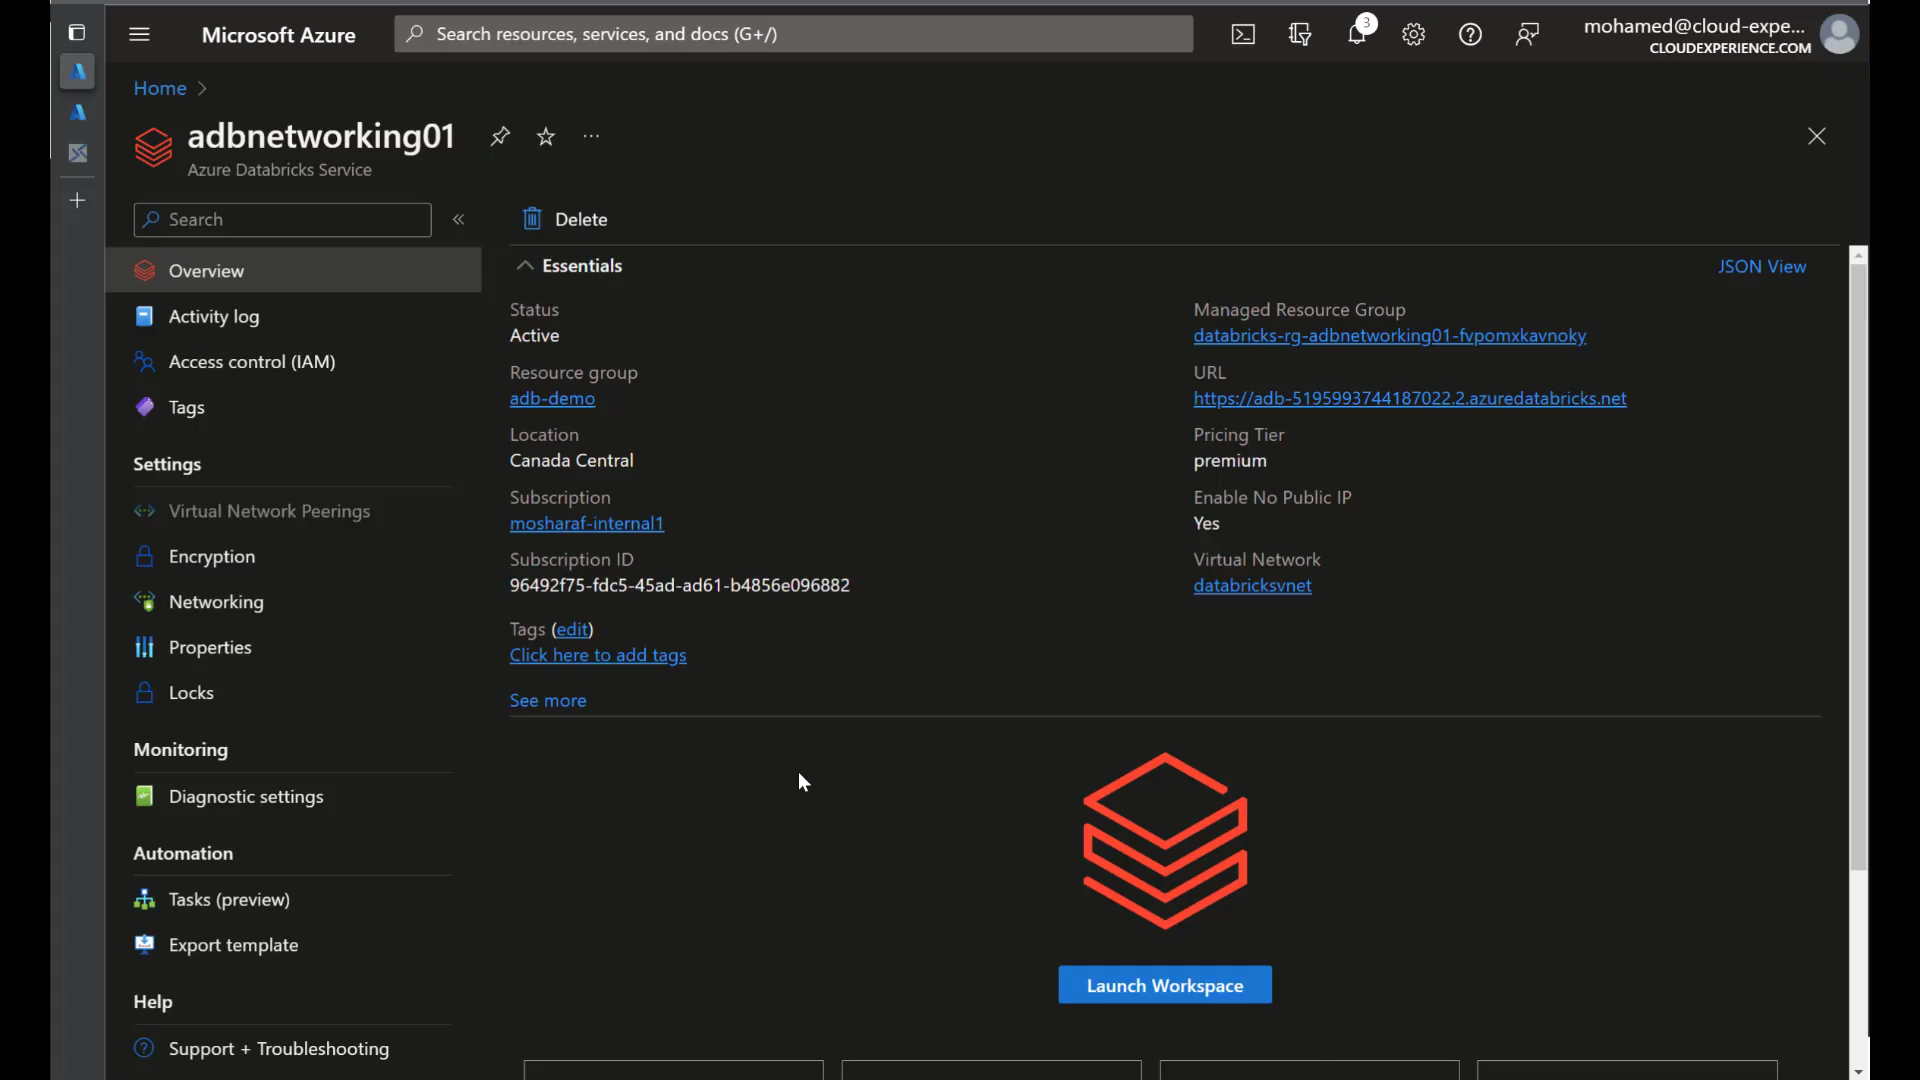 Microsoft Azure
Search resources, services, and docs (G+/)
3
mohamed@cloud-expe...
CLOUDEXPERIENCE.COM
Home
adbnetworking01
Azure Databricks Service
Search
Delete
Overview
Activity log
Access control (IAM)
Tags
Settings
Virtual Network Peerings
Encryption
Networking
Properties
Locks
Monitoring
Diagnostic settings
Automation
Tasks (preview)
Export template
Help
Support + Troubleshooting
Essentials
JSON View
Status
Active
Resource group
adb-demo
Location
Canada Central
Subscription
mosharaf-internal1
Subscription ID
96492f75-fdc5-45ad-ad61-b4856e096882
Tags (edit)
Click here to add tags
See more
Managed Resource Group
databricks-rg-adbnetworking01-fvpomxkavnoky
URL
https://adb-5195993744187022.2.azuredatabricks.net
Pricing Tier
premium
Enable No Public IP
Yes
Virtual Network
databricksvnet
Launch Workspace